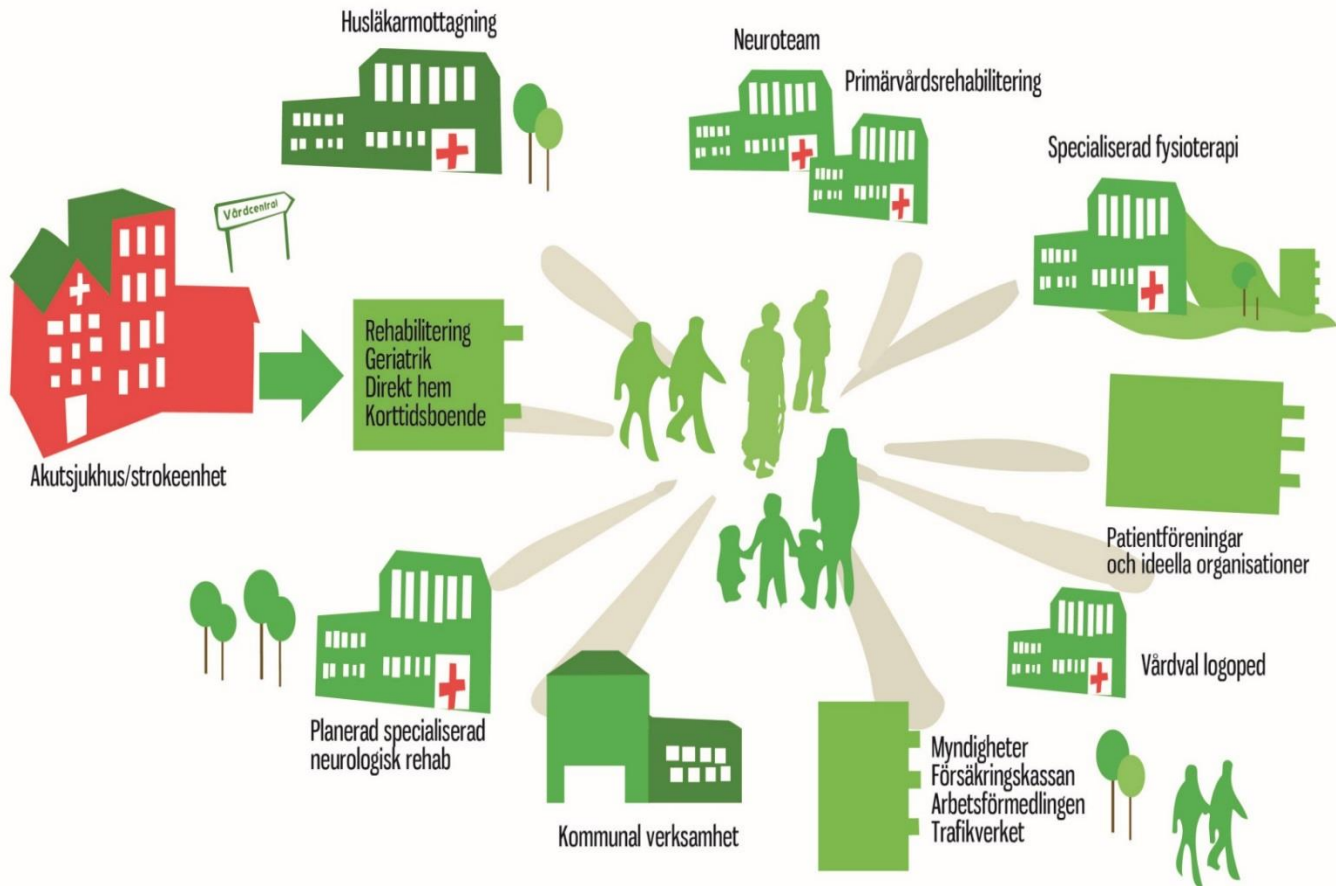 Husläkarmottagning
Neuroteam
Primärvårdsrehabilitering
Specialiserad fysioterapi
Vårdcentral
Rehabilitering
Geriatrik
Direkt hem
Korttidsboende
Akutsjukhus/strokeenhet
Patientföreningar
och ideella organisationer
Vårdval logoped
Planerad specialiserad
neurologisk rehab
Kommunal verksamhet
Myndigheter
Försäkringskassan
Arbetsförmedlingen
Trafikverket